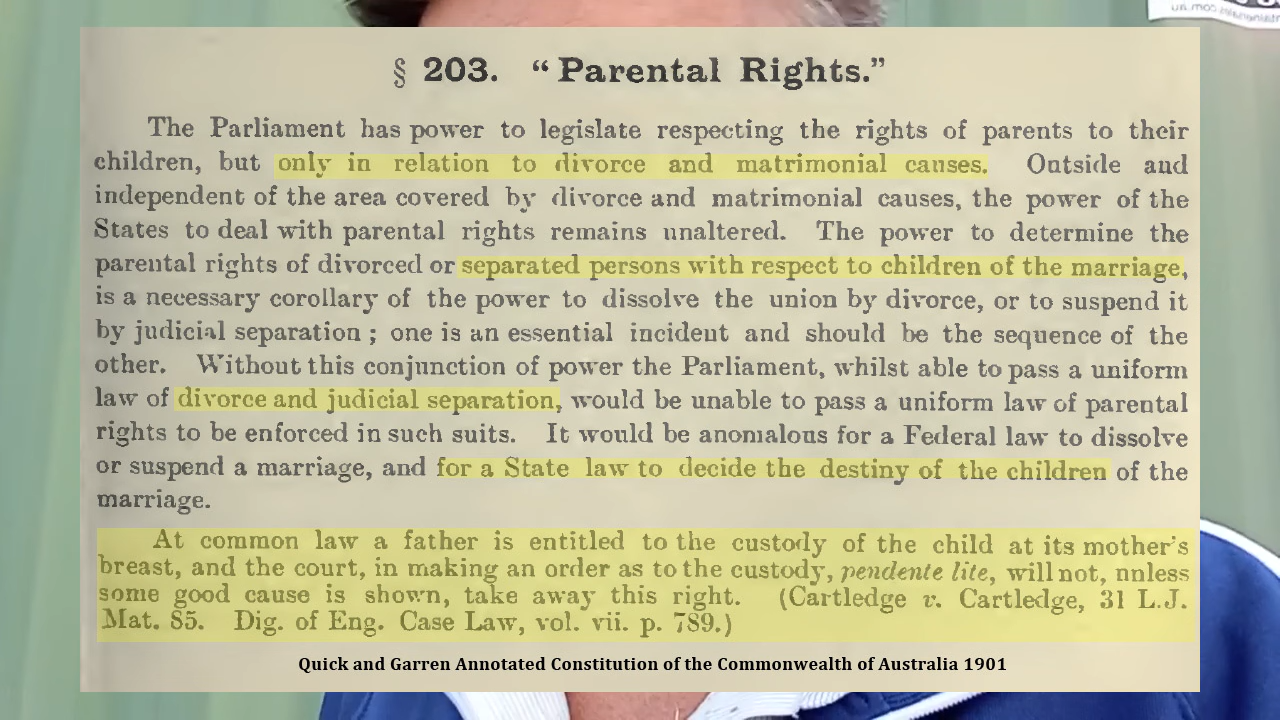 § 203. “Parental Rights.”
The Parliament has power to legislate respecting the rights of parents to their
children, but only in relation to divorce and matrimonial causes. Outside and
independent of the area covered by divorce and matrimonial causes, the power of the
States to deal with parental rights remains unaltered. The power to determine the
parental rights of divorced or separated persons with respect to children of the marriage,
is a necessary corollary of the power to dissolve the union by divorce, or to suspend it
by judicial separation ; one is an essential incident and should be the sequence of the
other. Without this conjunction of power the Parliament, whilst able to pass a uniform
law of divorce and judicial separation, would be unable to pass a uniform law of parental
rights to be enforced in such suits. It would be anomalous for a Federal law to dissolve
or suspend a marriage, and for a State law to decide the destiny of the children of the
marriage.
At common law a father is entitled to the custody of the child at its mother’s
breast, and the court, in making an order as to the custody, pendente lite, will not, unless
some good cause is shown, take away this right. (Cartledge v. Cartledge, 31 L.J.
Mat. 85. Dig. of Eng. Case Law, vol. vii. p. 789.)
Quick and Garren Annotated Constitution of the Commonwealth of Australia 1901